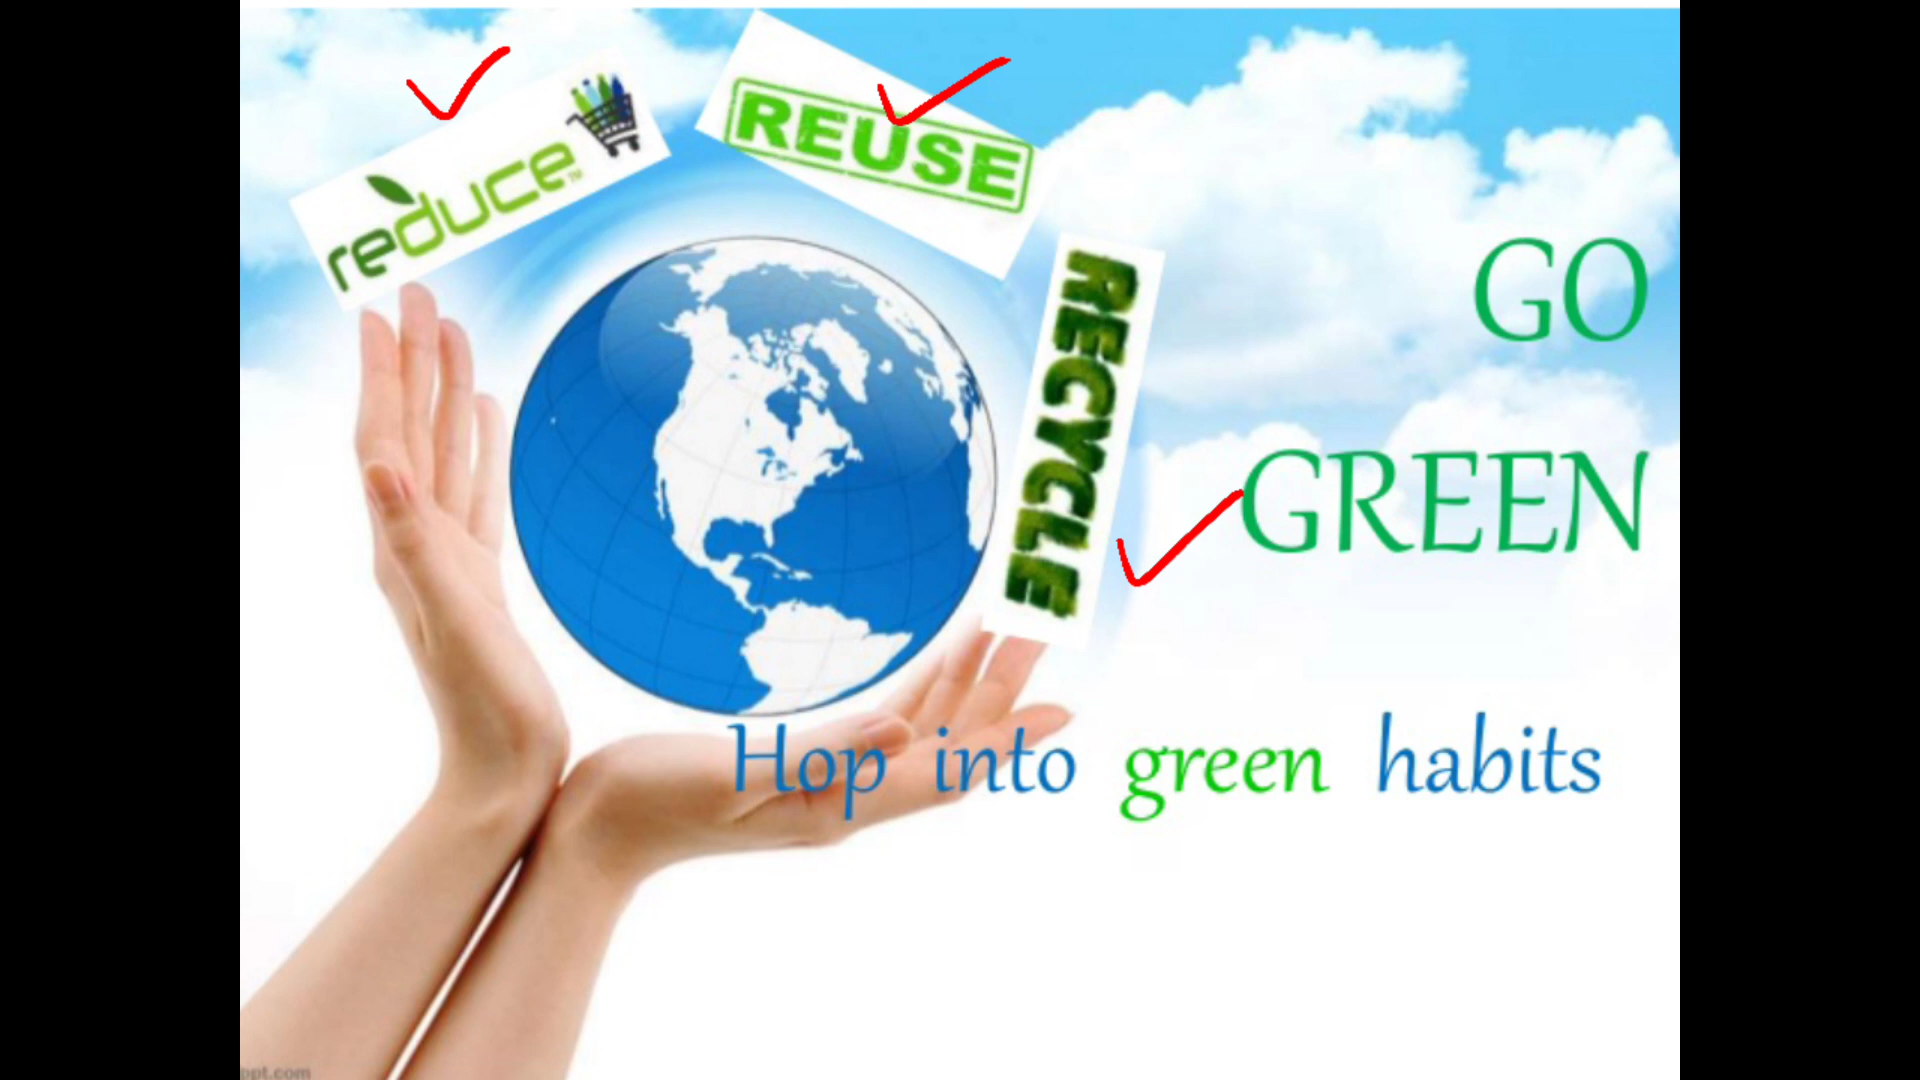 reduce™
REUSE
RECYCLE
GO
GREEN
Hop into green habits
ppt.com